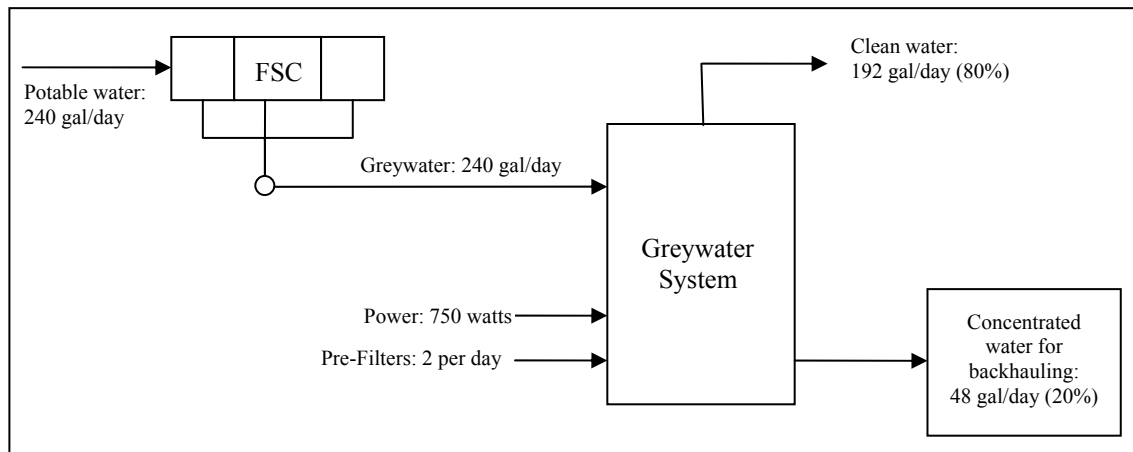 Potable water:
240 gal/day
FSC
Greywater: 240 gal/day
Clean water:
192 gal/day (80%)
Greywater
System
Power: 750 watts
Pre-Filters: 2 per day
Concentrated
water for
backhauling:
48 gal/day (20%)